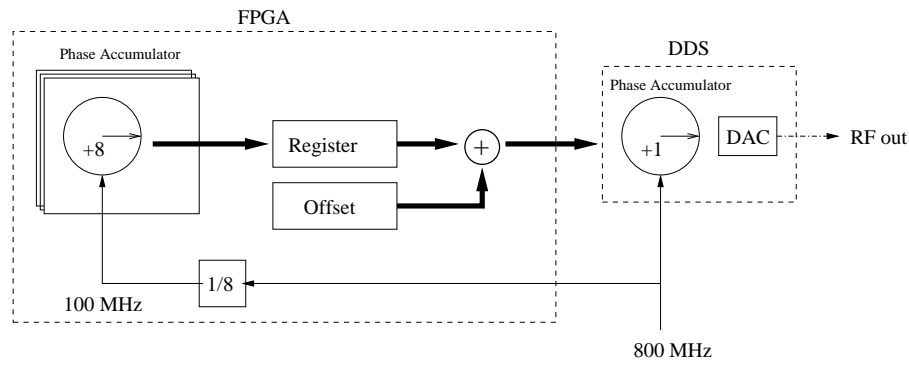 FPGA
Phase Accumulator
+8
Register
Offset
+
1/8
100 MHz
DDS
Phase Accumulator
+1
DAC
RF out
800 MHz